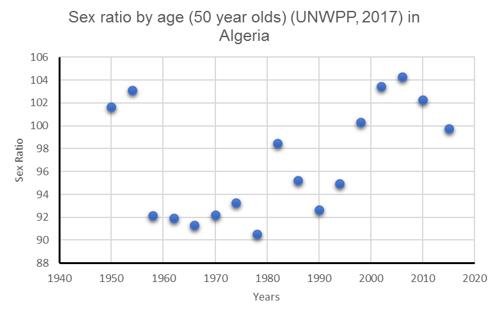 Sex ratio by age (50 year olds) (UNWPP, 2017) in
Algeria
106
104
102
100
98
96
94
92
90
88
Sex Ratio
1940 1950 1960 1970 1980 1990 2000 2010 2020
Years